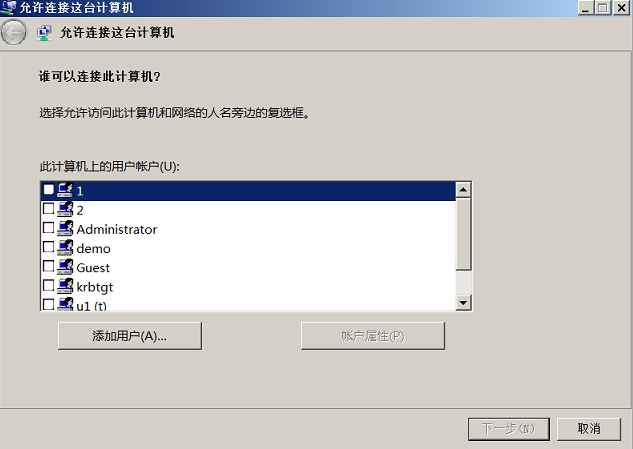 允许连接这台计算机
允许连接这台计算机
谁可以连接此计算机?
选择允许访问此计算机和网络的人名旁边的复选框。
此计算机上的用户帐户(U):
1
2
Administrator
demo
Guest
krbtgt
u1 (t)
添加用户(A)... 帐户属性(P)
下一步(N) 取消